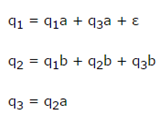 q₁ = q₁a + q₃a + ε
q₂ = q₁b + q₂b + q₃b
q₃ = q₂a